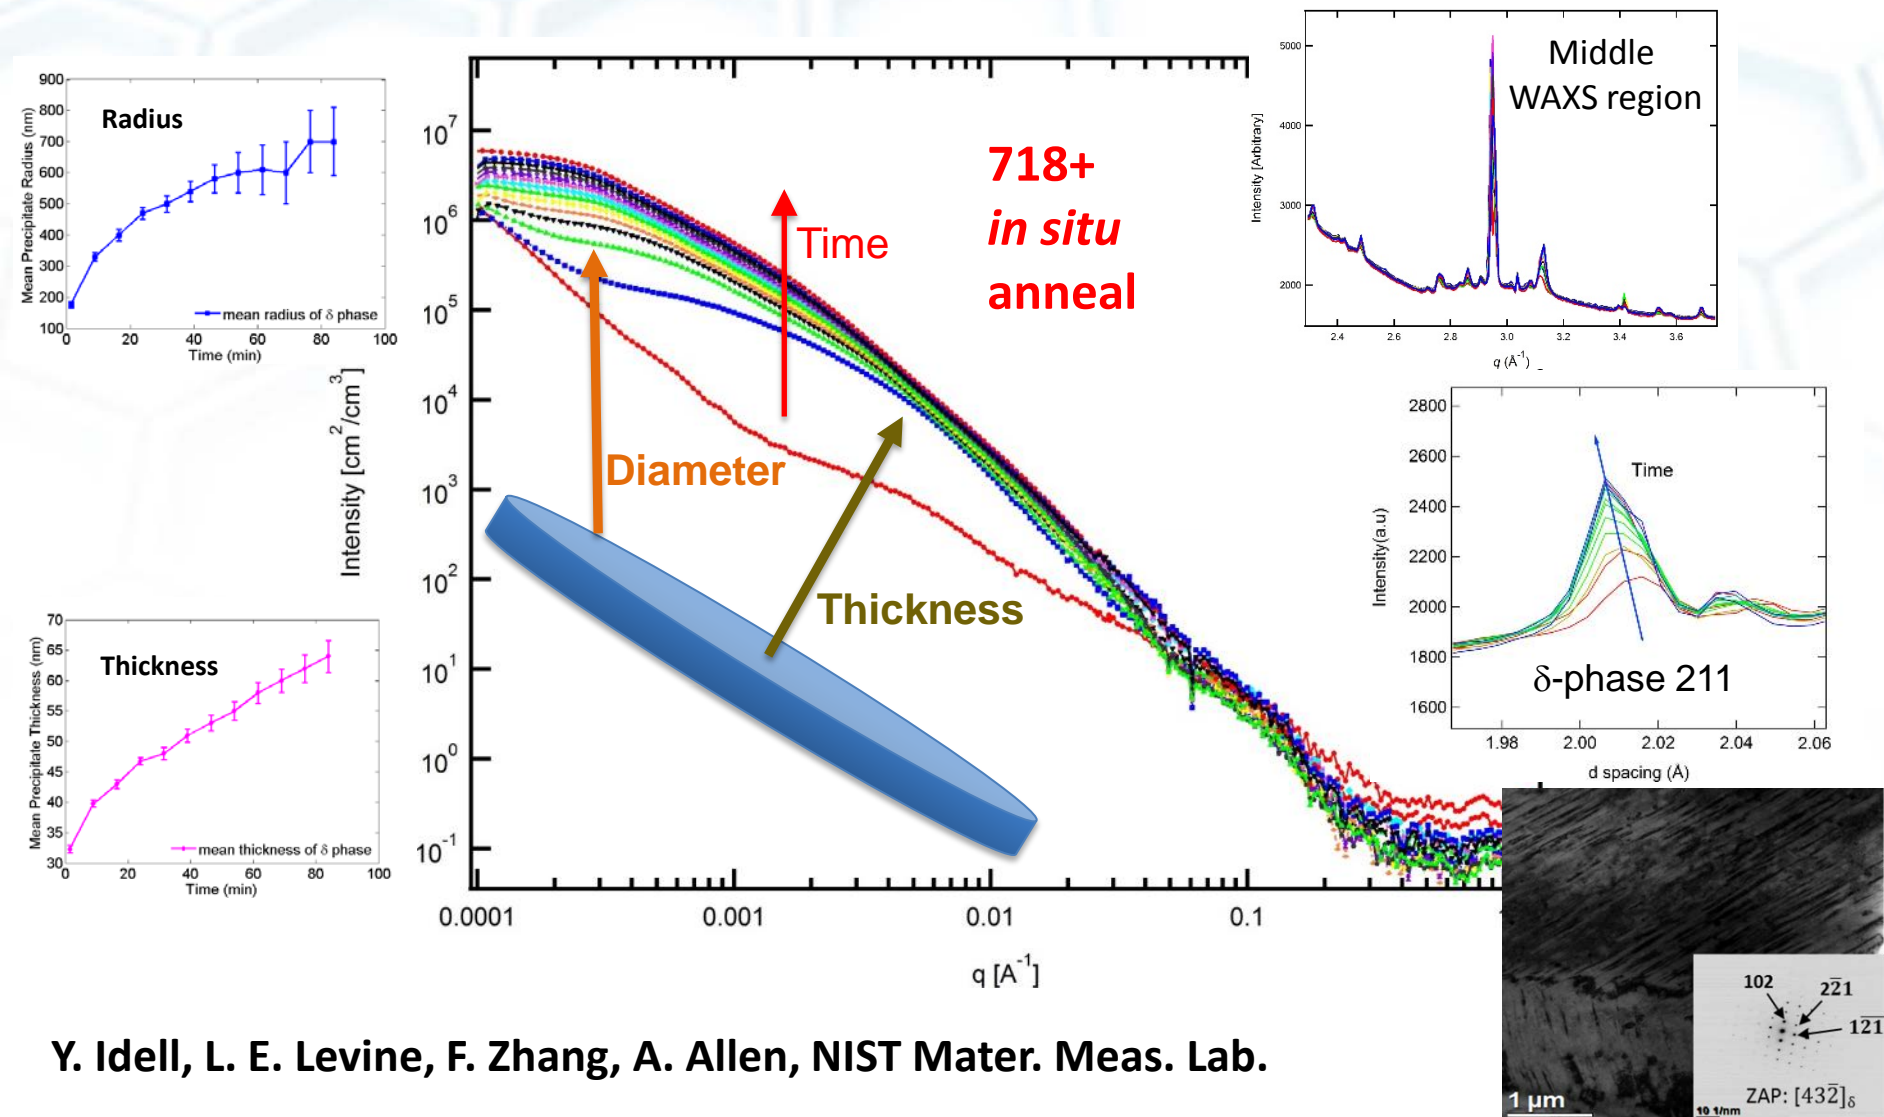 900
800
700
600
500
400
300
200
100
0
20
40
60
80
100
Radius
Mean Precipitate Radius (nm)
mean radius of δ phase
Time (min)
70
65
60
55
50
45
40
35
30
0
20
40
60
80
100
Thickness
Mean Precipitate Thickness (nm)
mean thickness of δ phase
Time (min)
Intensity [cm²/cm³]
10⁷
10⁶
10⁵
10⁴
10³
10²
10¹
10⁰
10⁻¹
0.0001
0.001
0.01
0.1
q [A⁻¹]
718+
in situ
anneal
Time
Diameter
Thickness
Middle
WAXS region
Intensity [Arbitrary]
5000
4000
3000
2000
2.4
2.6
2.8
3.0
3.2
3.4
3.6
q (Å⁻¹)
2800
2600
2400
2200
2000
1800
1600
Intensity(a.u)
Time
δ-phase 211
1.98
2.00
2.02
2.04
2.06
d spacing (Å)
102
22̅1
12̅1̅
ZAP: [432̅]δ
1 µm
10 1/nm
Y. Idell, L. E. Levine, F. Zhang, A. Allen, NIST Mater. Meas. Lab.